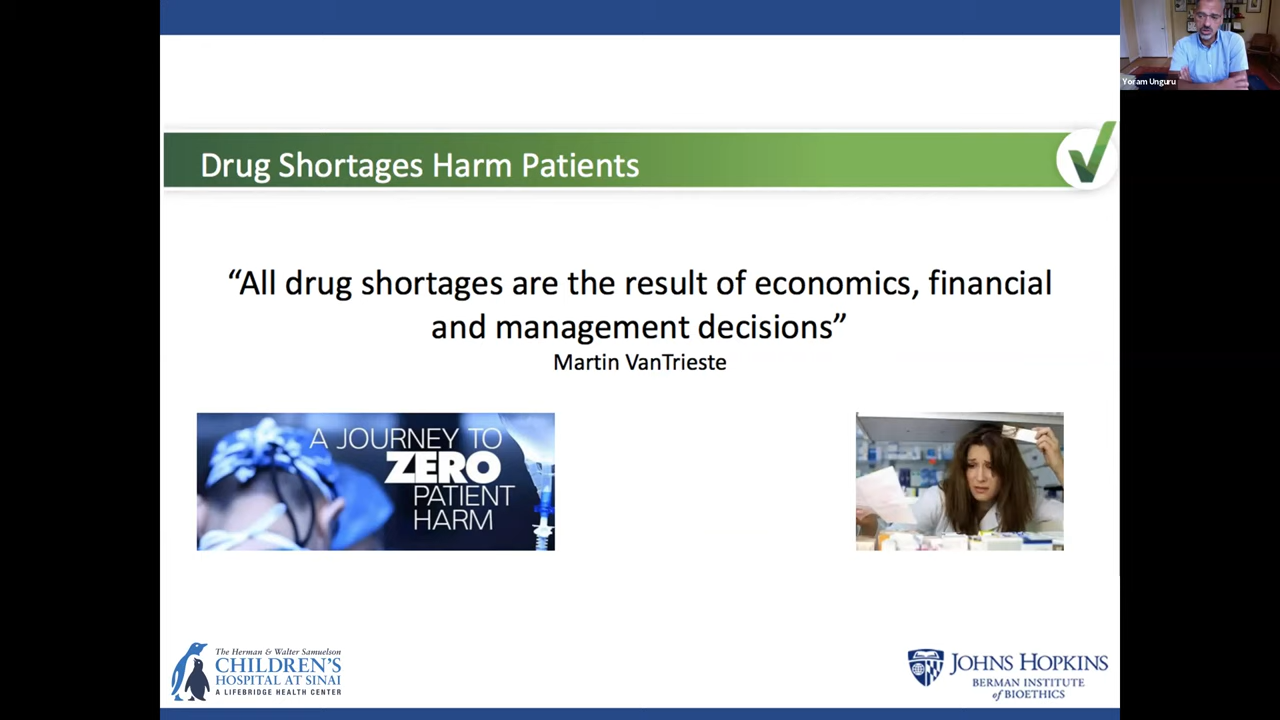 Yoram Unguru
Drug Shortages Harm Patients
“All drug shortages are the result of economics, financial
and management decisions”
Martin VanTrieste
A JOURNEY TO
ZERO
PATIENT
HARM
The Herman & Walter Samuelson
CHILDREN'S
HOSPITAL AT SINAI
A LIFEBRIDGE HEALTH CENTER
JOHNS HOPKINS
BERMAN INSTITUTE
of BIOETHICS